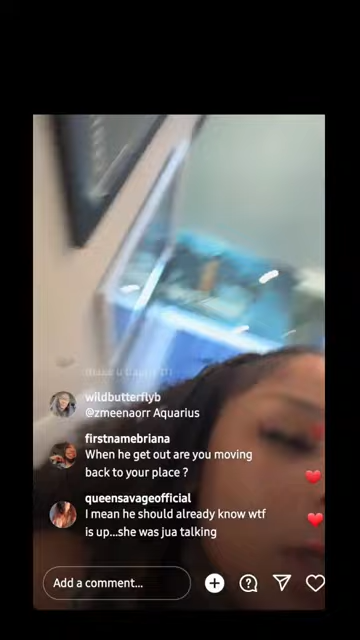 wildbutterflyb
@zmeenaorr Aquarius
firstnamebriana
When he get out are you moving
back to your place ?
queensavageofficial
I mean he should already know wtf
is up...she was jua talking
Add a comment...